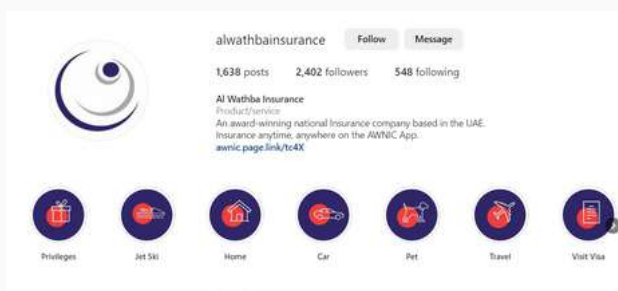 alwathbainsurance Follow Message
1,638 posts 2,402 followers 548 following
Al Wathba Insurance
Product/service
An award-winning national Insurance company based in the UAE.
Insurance anytime, anywhere on the AWNIC App.
awnic.page.link/tc4X
Privileges Jet Ski Home Car Pet Travel Visit Visa